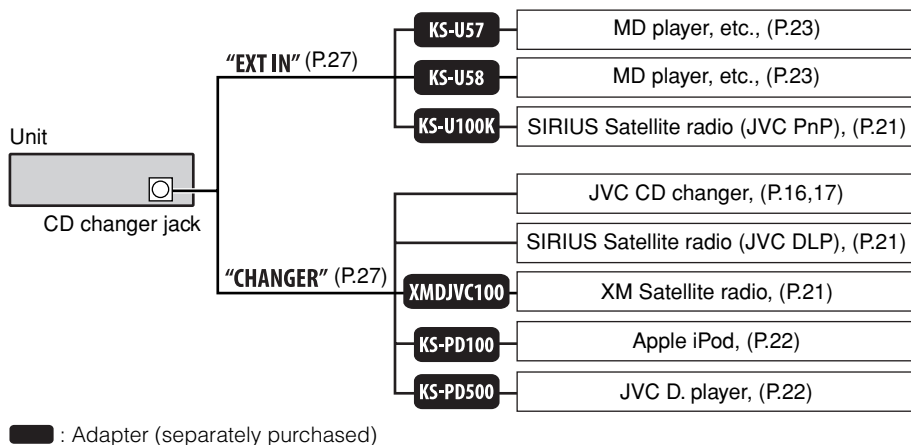 KS-U57 MD player, etc., (P.23)
"EXT IN" (P.27)
KS-U58 MD player, etc., (P.23)
KS-U100K SIRIUS Satellite radio (JVC PnP), (P.21)
Unit
CD changer jack
JVC CD changer, (P.16,17)
SIRIUS Satellite radio (JVC DLP), (P.21)
"CHANGER" (P.27)
XMDJVC100 XM Satellite radio, (P.21)
KS-PD100 Apple iPod, (P.22)
KS-PD500 JVC D. player, (P.22)
: Adapter (separately purchased)